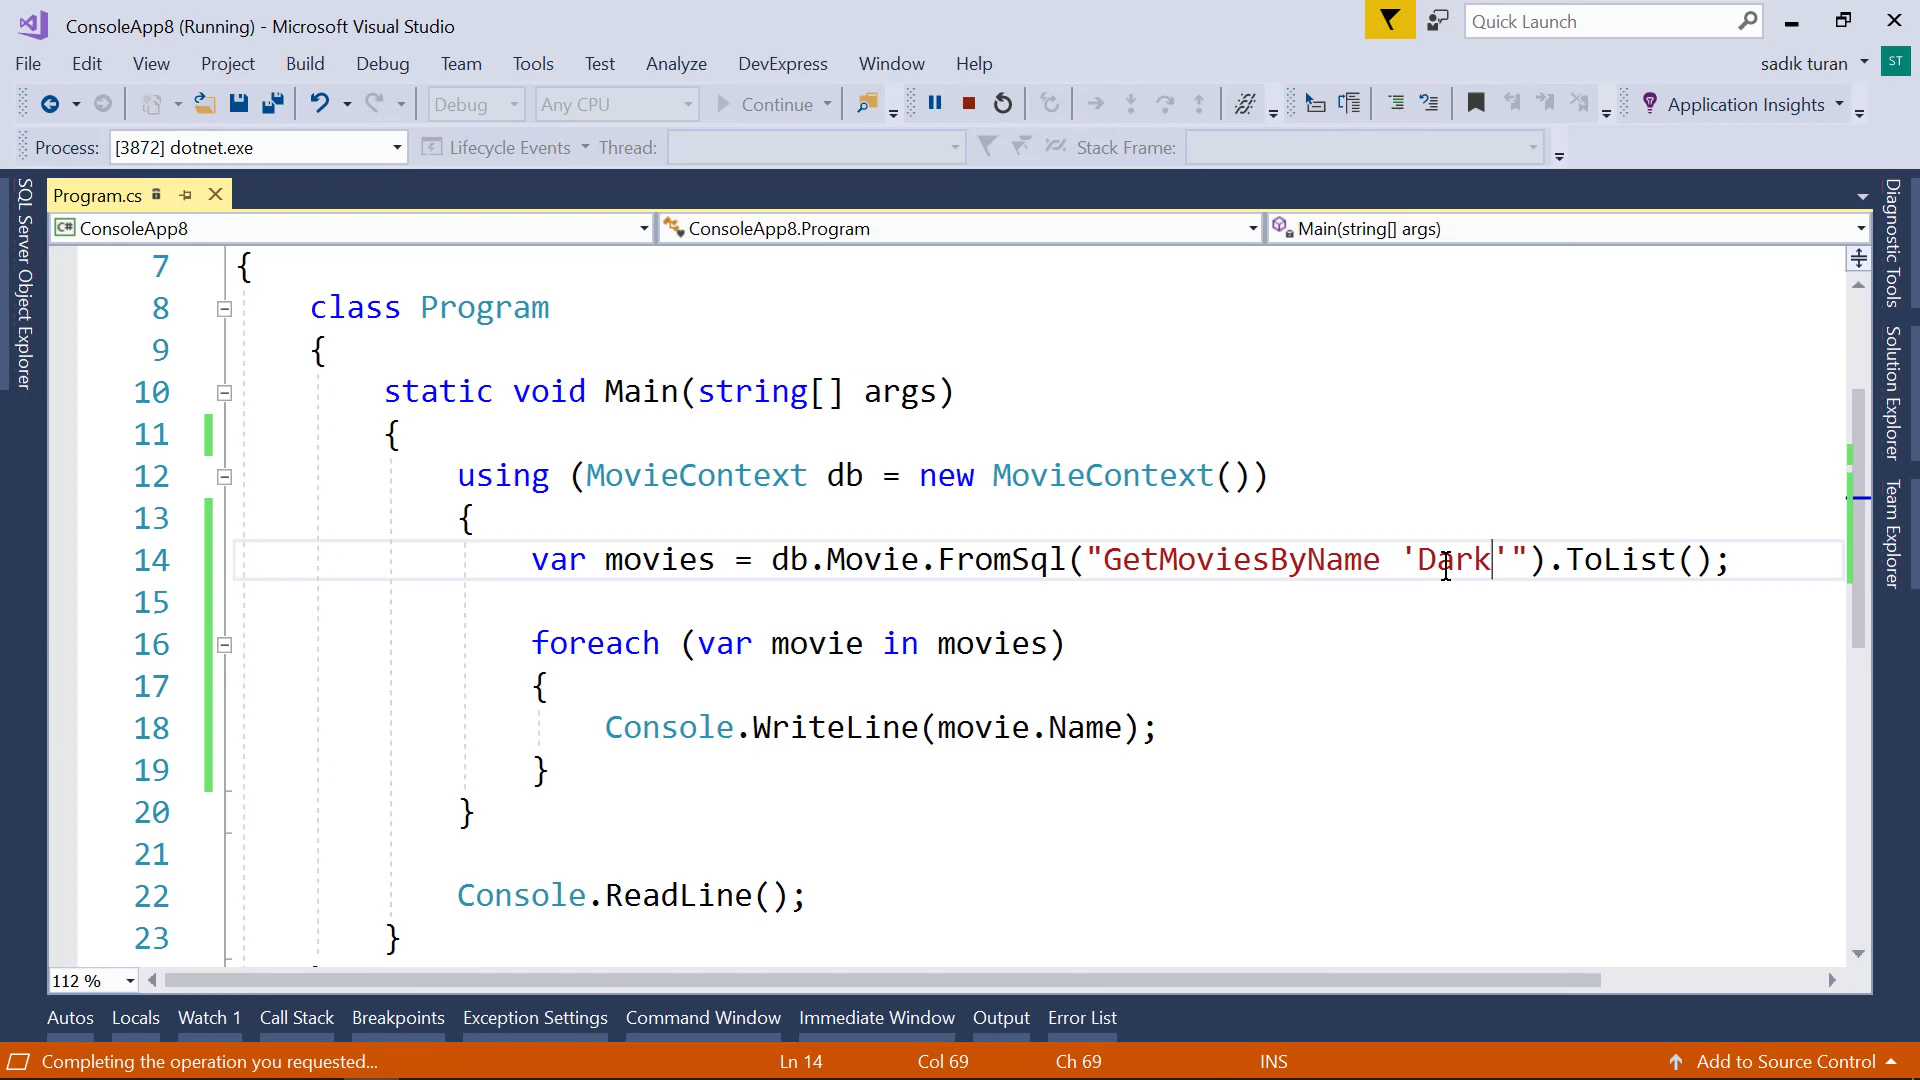 ConsoleApp8 (Running) - Microsoft Visual Studio
Quick Launch
File Edit View Project Build Debug Team Tools Test Analyze DevExpress Window Help
sadık turan ST
Debug Any CPU Continue Application Insights
Process: [3872] dotnet.exe Lifecycle Events Thread: Stack Frame:
SQL Server Object Explorer
Program.cs
C# ConsoleApp8 ConsoleApp8.Program Main(string[] args)
7 {
8 class Program
9 {
10 static void Main(string[] args)
11 {
12 using (MovieContext db = new MovieContext())
13 {
14 var movies = db.Movie.FromSql("GetMoviesByName 'Dark'").ToList();
15
16 foreach (var movie in movies)
17 {
18 Console.WriteLine(movie.Name);
19 }
20 }
21
22 Console.ReadLine();
23 }
112 %
Diagnostic Tools
Solution Explorer
Team Explorer
Autos Locals Watch 1 Call Stack Breakpoints Exception Settings Command Window Immediate Window Output Error List
Completing the operation you requested... Ln 14 Col 69 Ch 69 INS Add to Source Control